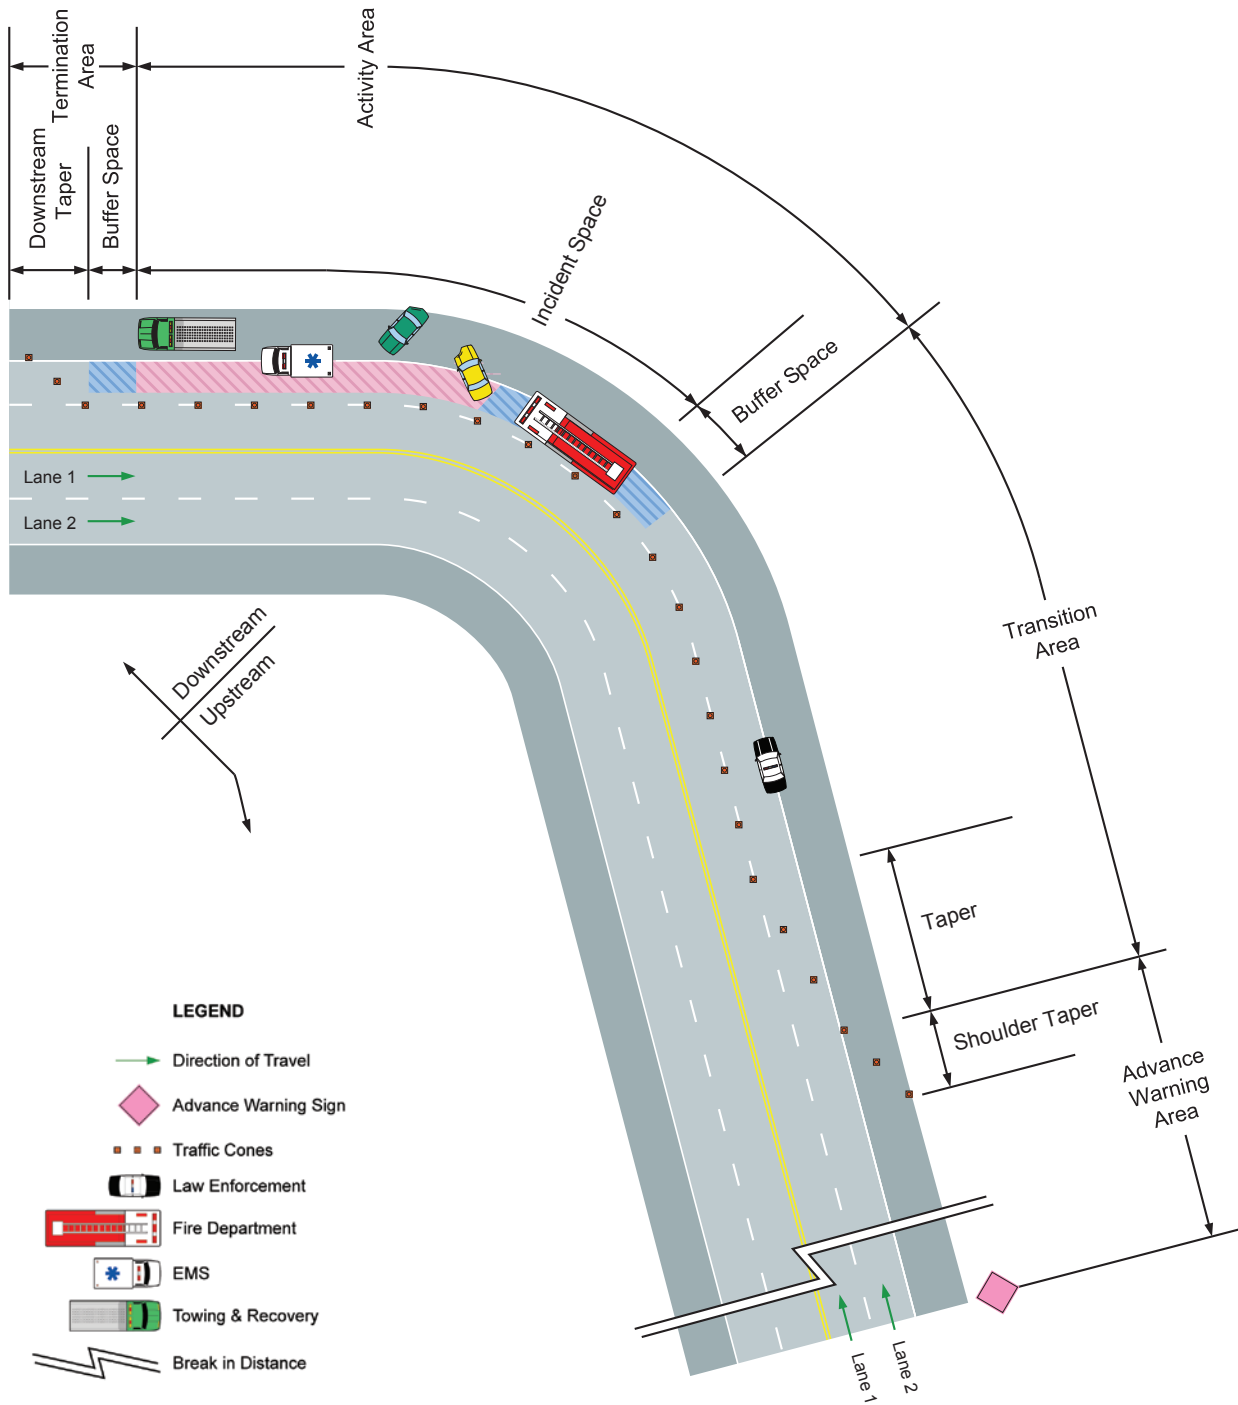 Termination
Area
Activity Area
Downstream
Taper
Buffer Space
Incident Space
Buffer Space
Lane 1
Lane 2
Transition
Area
Downstream
Upstream
Taper
Shoulder Taper
Advance
Warning
Area
LEGEND
Direction of Travel
Advance Warning Sign
Traffic Cones
Law Enforcement
Fire Department
EMS
Towing & Recovery
Break in Distance
Lane 1
Lane 2